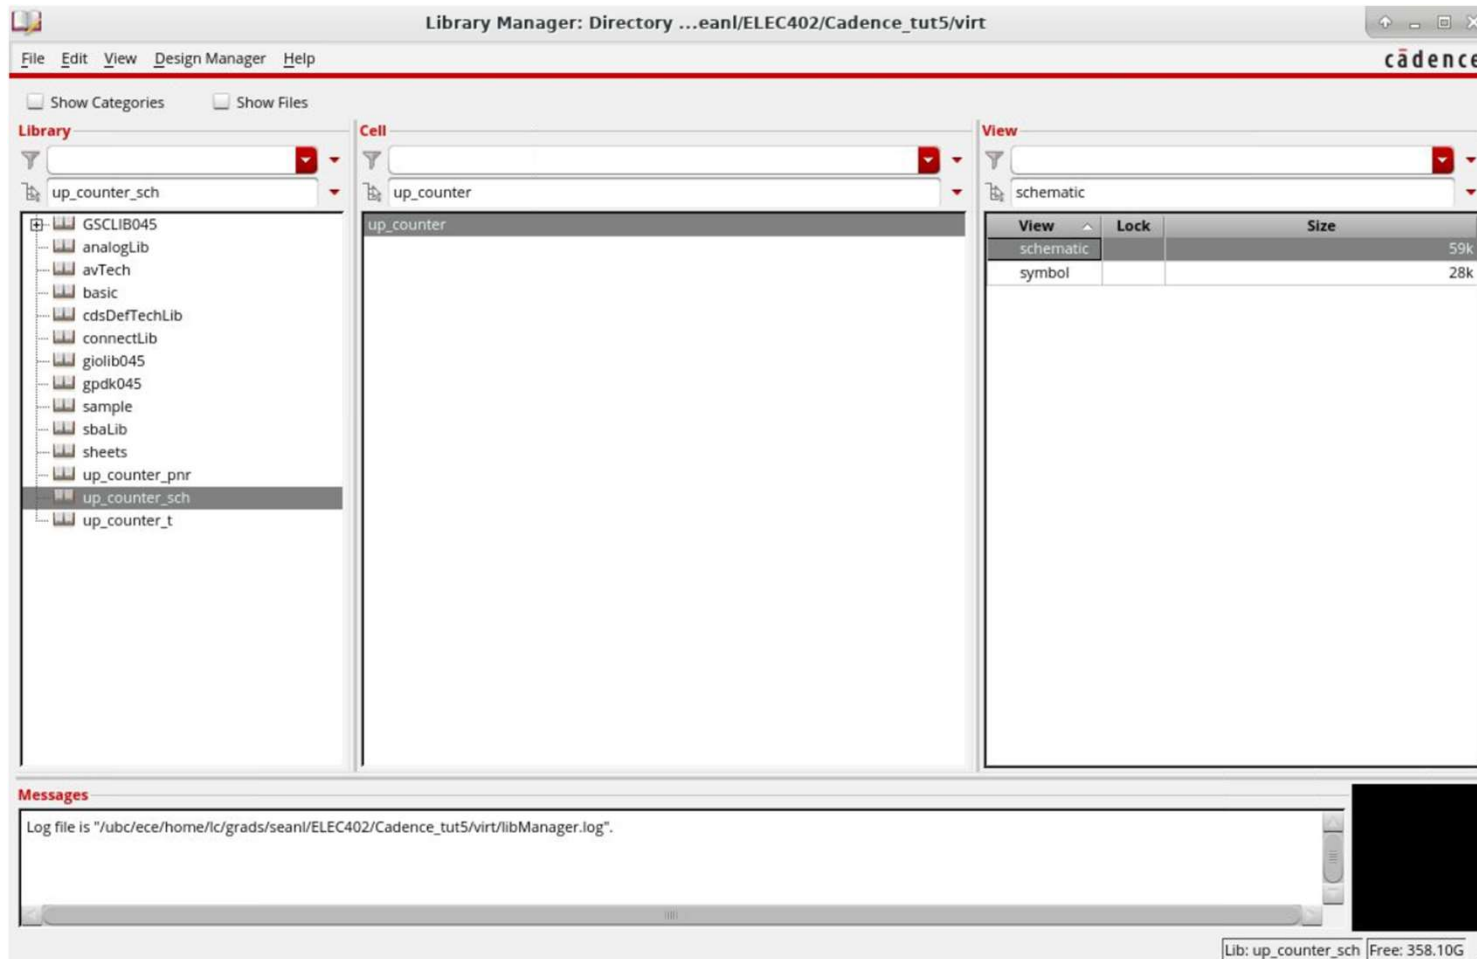 Library Manager: Directory ...eanl/ELEC402/Cadence_tut5/virt
File Edit View Design Manager Help
cādence
Show Categories Show Files
Library
up_counter_sch
GSCLIB045
analogLib
avTech
basic
cdsDefTechLib
connectLib
giolib045
gpdk045
sample
sbaLib
sheets
up_counter_pnr
up_counter_sch
up_counter_t
Cell
up_counter
up_counter
View
schematic
View Lock Size
schematic 59k
symbol 28k
Messages
Log file is "/ubc/ece/home/lc/grads/seanl/ELEC402/Cadence_tut5/virt/libManager.log".
Lib: up_counter_sch Free: 358.10G